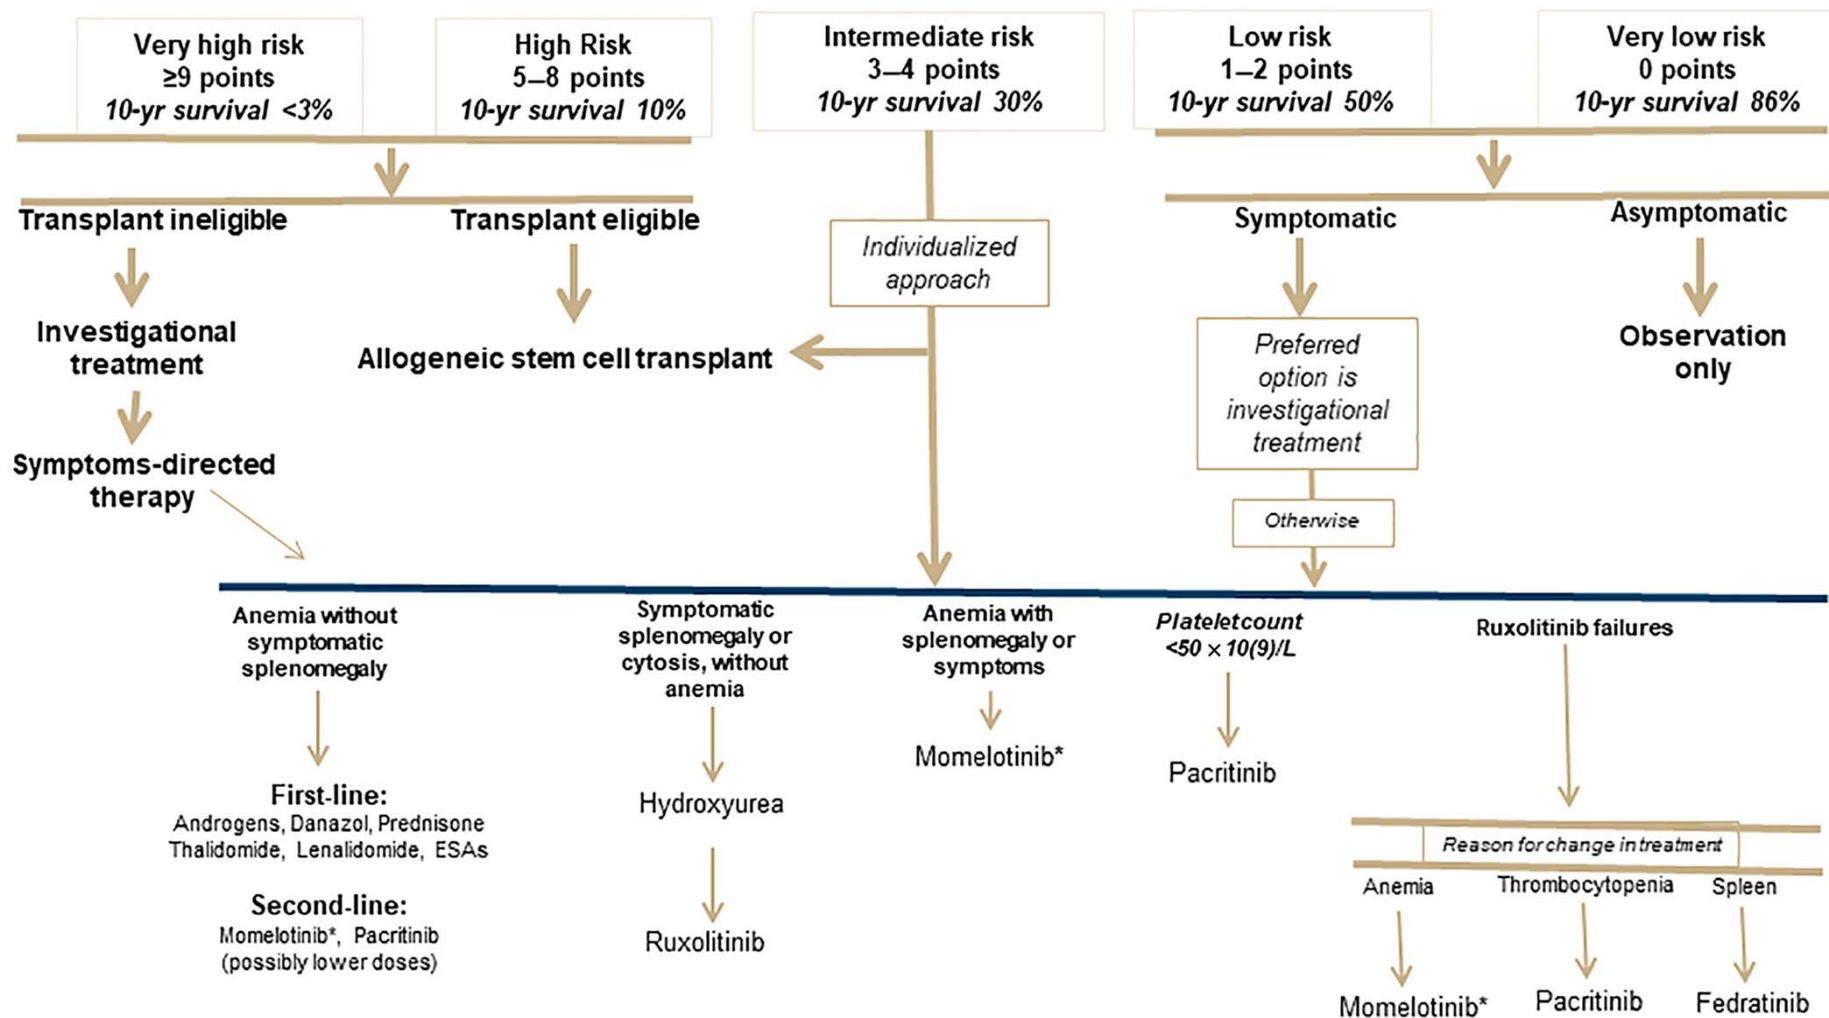 Very high risk
≥9 points
10-yr survival <3%
High Risk
5–8 points
10-yr survival 10%
Intermediate risk
3–4 points
10-yr survival 30%
Low risk
1–2 points
10-yr survival 50%
Very low risk
0 points
10-yr survival 86%
Transplant ineligible
Transplant eligible
Individualized
approach
Symptomatic
Asymptomatic
Investigational
treatment
Allogeneic stem cell transplant
Preferred
option is
investigational
treatment
Observation
only
Symptoms-directed
therapy
Otherwise
Anemia without
symptomatic
splenomegaly
Symptomatic
splenomegaly or
cytosis, without
anemia
Anemia with
splenomegaly or
symptoms
Platelet count
<50 × 10(9)/L
Ruxolitinib failures
First-line:
Androgens, Danazol, Prednisone
Thalidomide, Lenalidomide, ESAs
Second-line:
Momelotinib*, Pacritinib
(possibly lower doses)
Hydroxyurea
Ruxolitinib
Momelotinib*
Pacritinib
Reason for change in treatment
Anemia
Thrombocytopenia
Spleen
Momelotinib*
Pacritinib
Fedratinib